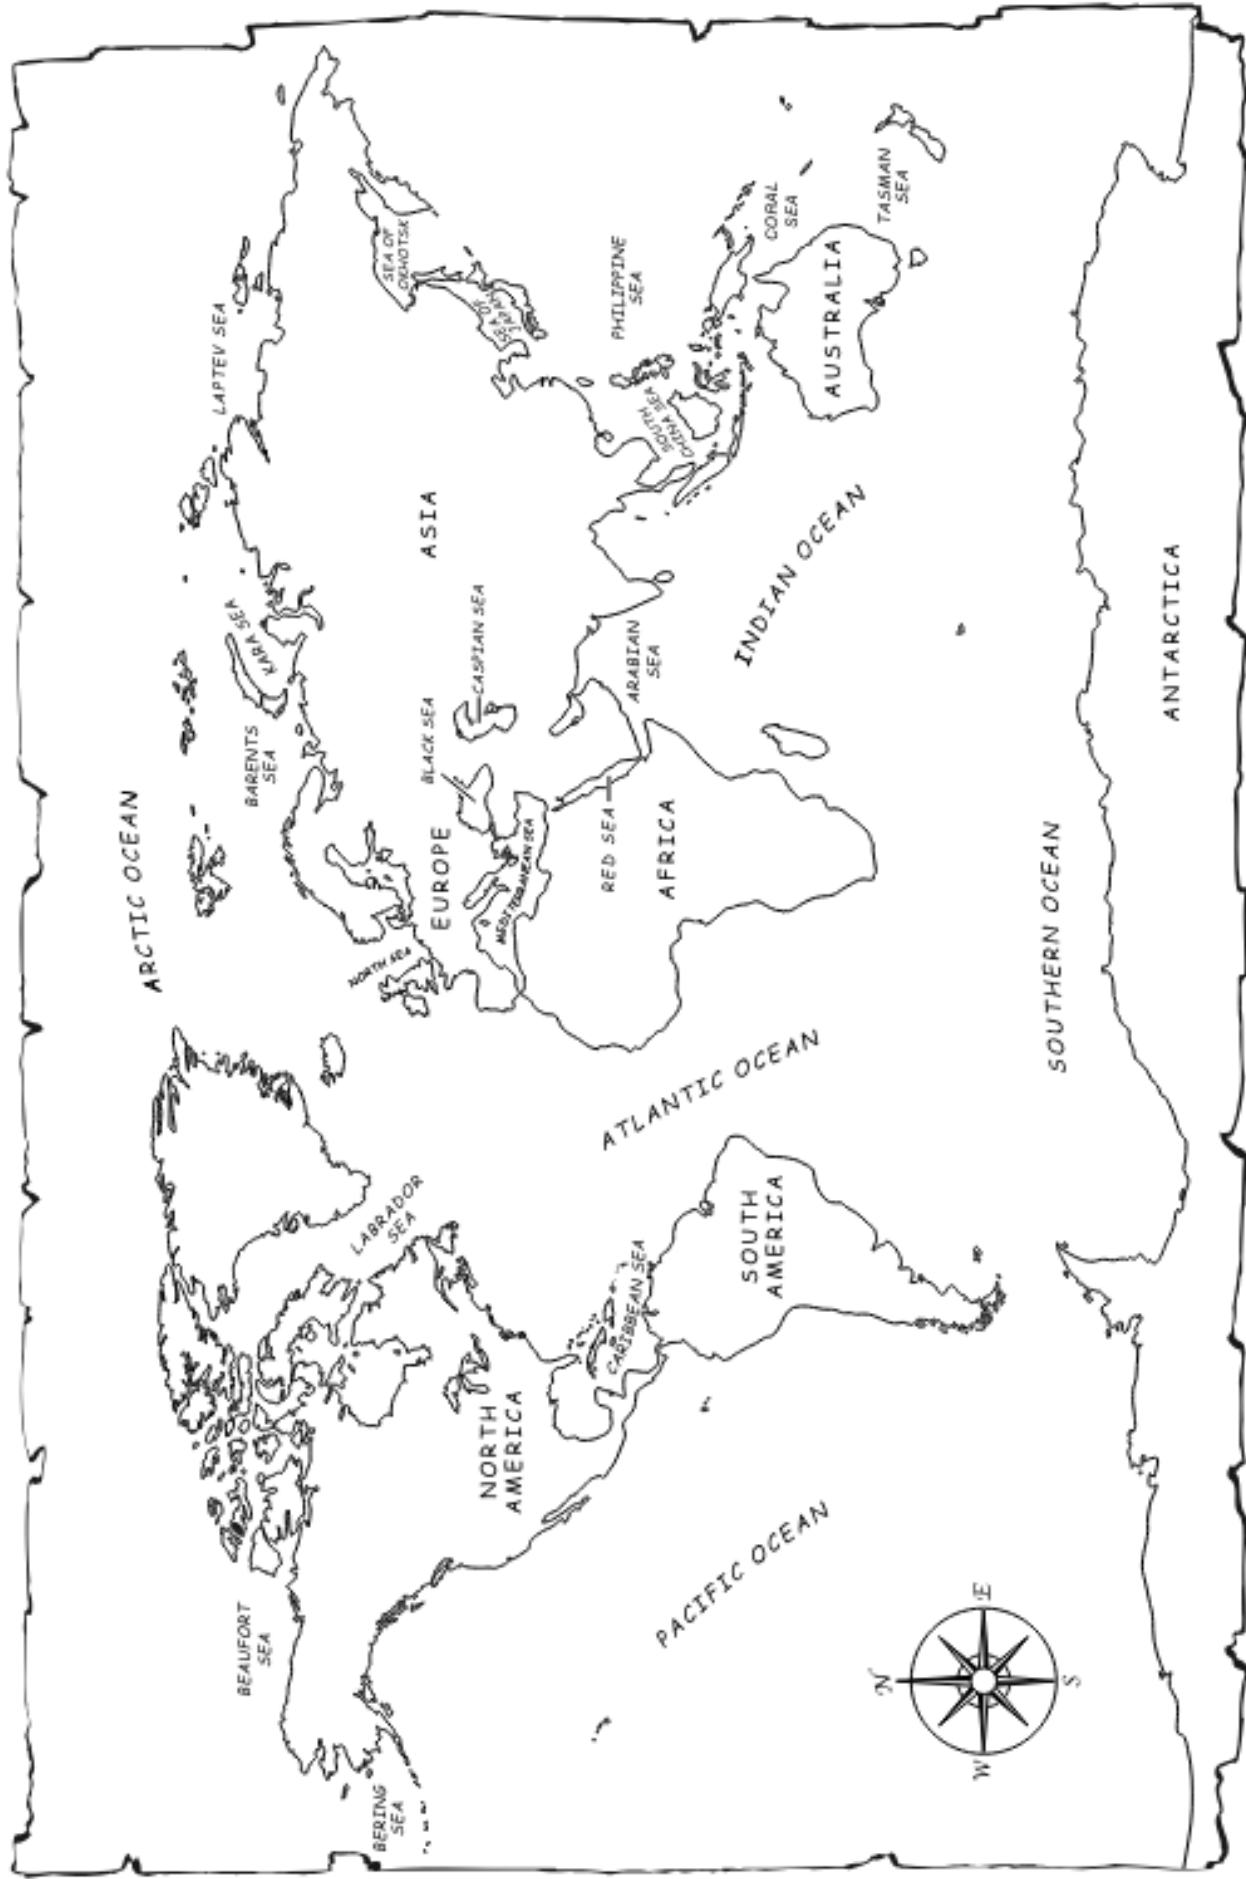 ARCTIC OCEAN
BEAUFORT
SEA
BARENTS
SEA
KARA SEA
LAPTEV SEA
BERING
SEA
LABRADOR
SEA
NORTH SEA
EUROPE
BLACK SEA
CASPIAN SEA
ASIA
SEA OF
OKHOTSK
SEA OF
JAPAN
NORTH
AMERICA
MEDITERRANEAN SEA
CARIBBEAN SEA
ATLANTIC OCEAN
RED SEA
AFRICA
ARABIAN
SEA
SOUTH
CHINA SEA
PHILIPPINE
SEA
PACIFIC OCEAN
SOUTH
AMERICA
INDIAN OCEAN
CORAL
SEA
AUSTRALIA
TASMAN
SEA
N
W
E
S
SOUTHERN OCEAN
ANTARCTICA